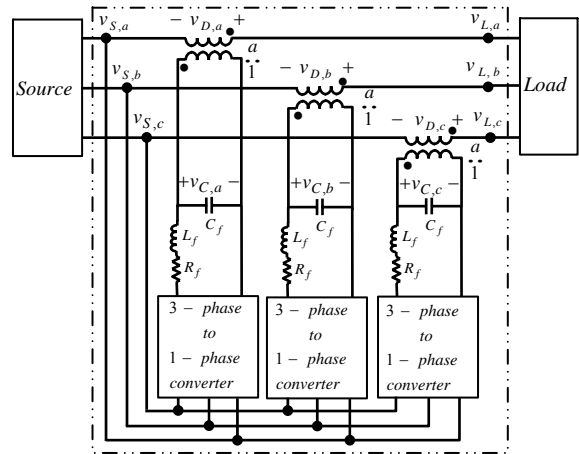 v_{S,a}
− v_{D,a} +
v_{L,a}
a
..
1
Source
v_{S,b}
− v_{D,b} +
v_{L,b}
Load
a
..
1
v_{S,c}
− v_{D,c} +
v_{L,c}
a
..
1
+v_{C,a} −
+v_{C,b} −
+v_{C,c} −
C_f
C_f
C_f
L_f
L_f
L_f
R_f
R_f
R_f
3 − phase
to
1 − phase
converter
3 − phase
to
1 − phase
converter
3 − phase
to
1 − phase
converter